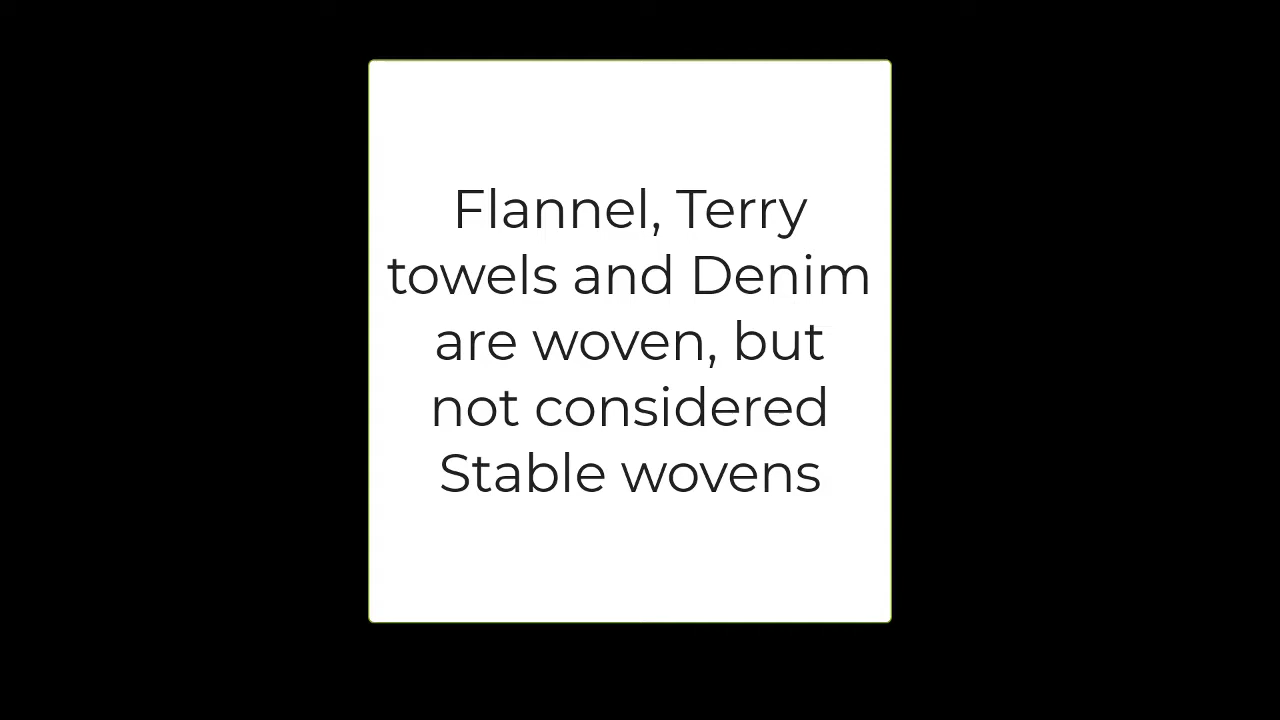 Flannel, Terry
towels and Denim
are woven, but
not considered
Stable wovens